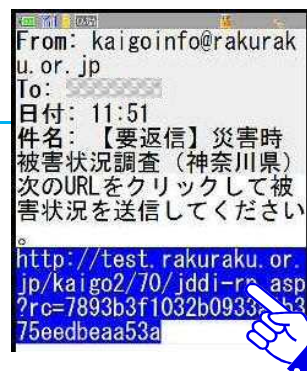 From: kaigoinfo@rakurak
u.or.jp
To:
日付: 11:51
件名: 【要返信】災害時
被害状況調査(神奈川県)
次のURLをクリックして被
害状況を送信してください
。
http://test.rakuraku.or.
jp/kaigo2/70/jddi-rp.asp
75eedbeaa53a